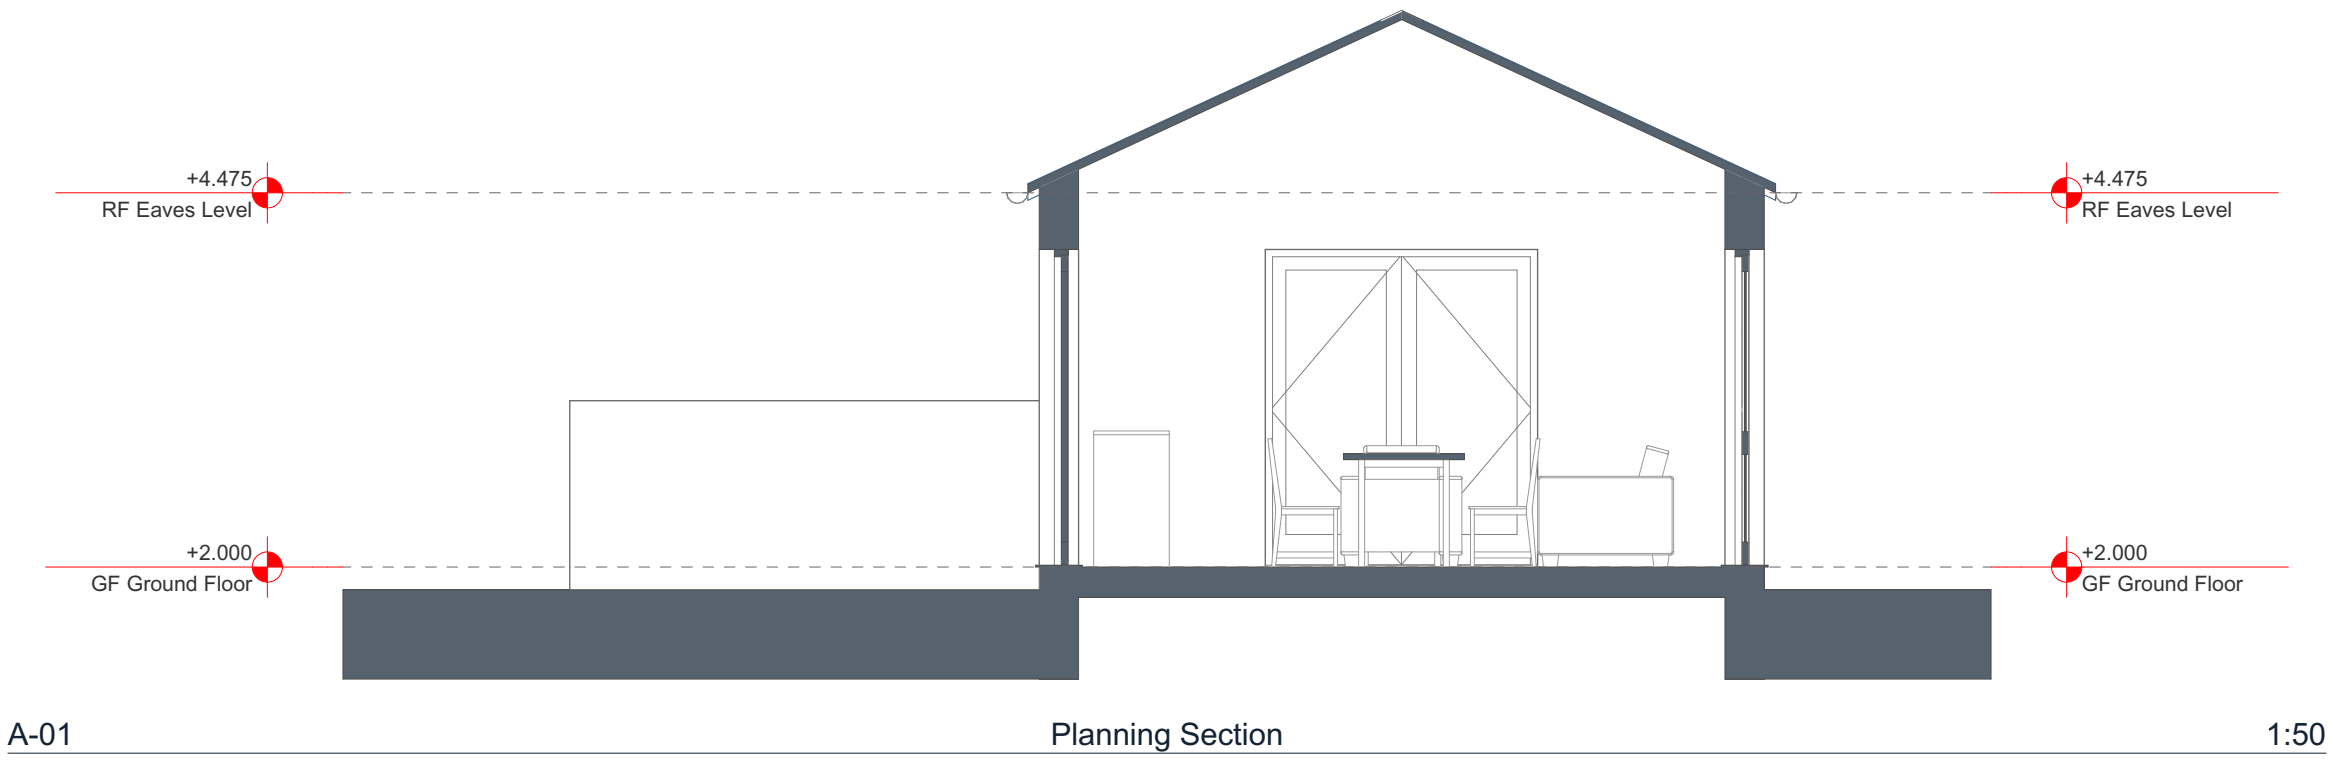 +4.475
RF Eaves Level
+4.475
RF Eaves Level
+2.000
GF Ground Floor
+2.000
GF Ground Floor
A-01
Planning Section
1:50